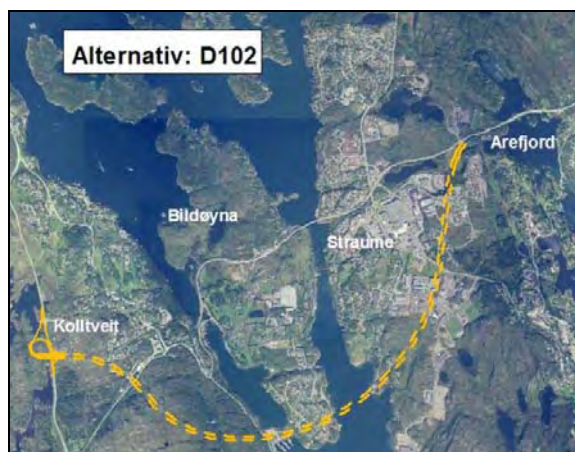 Alternativ: D102
Arefjord
Bildøyna
Straume
Kolltveit